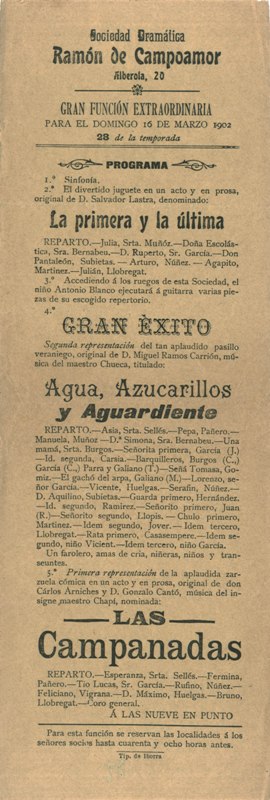 Sociedad Dramática
Ramón de Campoamor
Alberola, 20
GRAN FUNCIÓN EXTRAORDINARIA
PARA EL DOMINGO 16 DE MARZO 1902
28 de la temporada
PROGRAMA
1.º Sinfonía.
2.º El divertido juguete en un acto y en prosa,
original de D. Salvador Lastra, denominado:
La primera y la última
REPARTO.—Julia, Srta. Muñóz.—Doña Escolás-
tica, Sra. Bernabeu.—D. Ruperto, Sr. García.—Don
Pantaleón, Subietas.—Arturo, Núñez.—Agapito,
Martinez.—Julián, Llobregat.
3.º Accediendo á los ruegos de esta Sociedad, el
niño Antonio Blanco ejecutará á guitarra varias pie-
zas de su escogido repertorio.
4.º
GRAN ÈXITO
Segunda representación del tan aplaudido pasillo
veraniego, original de D. Miguel Ramos Carrión, mú-
sica del maestro Chueca, titulado:
Agua, Azucarillos
y Aguardiente
REPARTO.—Asia, Srta. Sellés.—Pepa, Pañero.—
Manuela, Muñoz—D.ª Simona, Sra. Bernabeu.—Una
mamá, Srta. Burgos.—Señorita primera, García (J.)
—Id. segunda, Carsia.—Barquilleros, Burgos (C.,)
García (C.,) Parra y Galiano (T.)—Señá Tomasa, Go-
miz.—El gachó del arpa, Galiano (M.)—Lorenzo, se-
ñor García.—Vicente, Huelgas.—Serafín, Núñez.—
D. Aquilino, Subietas.—Guarda primero, Hernández.
—Id. segundo, Ramirez.—Señorito primero, Juan
(R.)—Señorito segundo, Llopis.—Chulo primero,
Martinez.—Idem segundo, Jover.—Idem tercero,
Llobregat.—Rata primero, Casasempere.—Idem se-
gundo, niño Vicent.—Idem tercero, niño García.
Un farolero, amas de cría, niñeras, niños y tran-
seuntes.
5.º Primera representación de la aplaudida zar-
zuela cómica en un acto y en prosa, original de don
Cárlos Arniches y D. Gonzalo Cantó, música del in-
signe maestro Chapí, nominada:
LAS
Campanadas
REPARTO.—Esperanza, Srta. Sellés.—Fermina,
Pañero.—Tio Lucas, Sr. García.—Rufino, Núñez.—
Feliciano, Vigrana.—D. Máximo, Huelgas.—Bruno,
Llobregat.—Coro general.
Á LAS NUEVE EN PUNTO
Para esta función se reservan las localidades á los
señores socios hasta cuarenta y ocho horas antes.
Tip. de Iborra